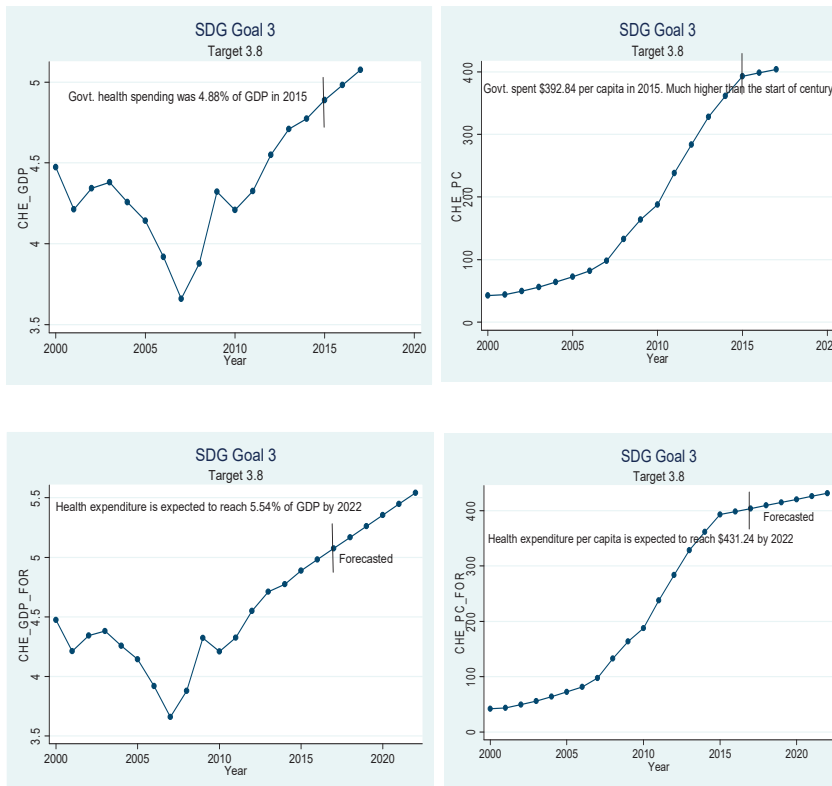 SDG Goal 3
Target 3.8
Govt. health spending was 4.88% of GDP in 2015
CHE_GDP
5
4.5
4
3.5
2000 2005 2010 2015 2020
Year
SDG Goal 3
Target 3.8
Govt. spent $392.84 per capita in 2015. Much higher than the start of century
CHE_PC
400
300
200
100
0
2000 2005 2010 2015 202
Year
SDG Goal 3
Target 3.8
Health expenditure is expected to reach 5.54% of GDP by 2022
Forecasted
CHE_GDP_FOR
5.5
5
4.5
4
3.5
2000 2005 2010 2015 2020
Year
SDG Goal 3
Target 3.8
Forecasted
Health expenditure per capita is expected to reach $431.24 by 2022
CHE_PC_FOR
400
300
200
100
0
2000 2005 2010 2015 2020
Year